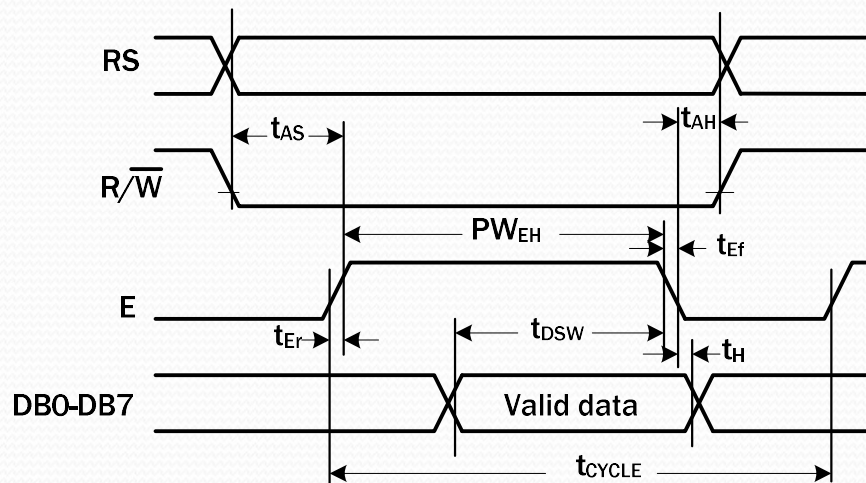 RS
tAS
tAH
R/W̅
PWEH
tEf
E
tEr
tDSW
tH
DB0-DB7
Valid data
tCYCLE